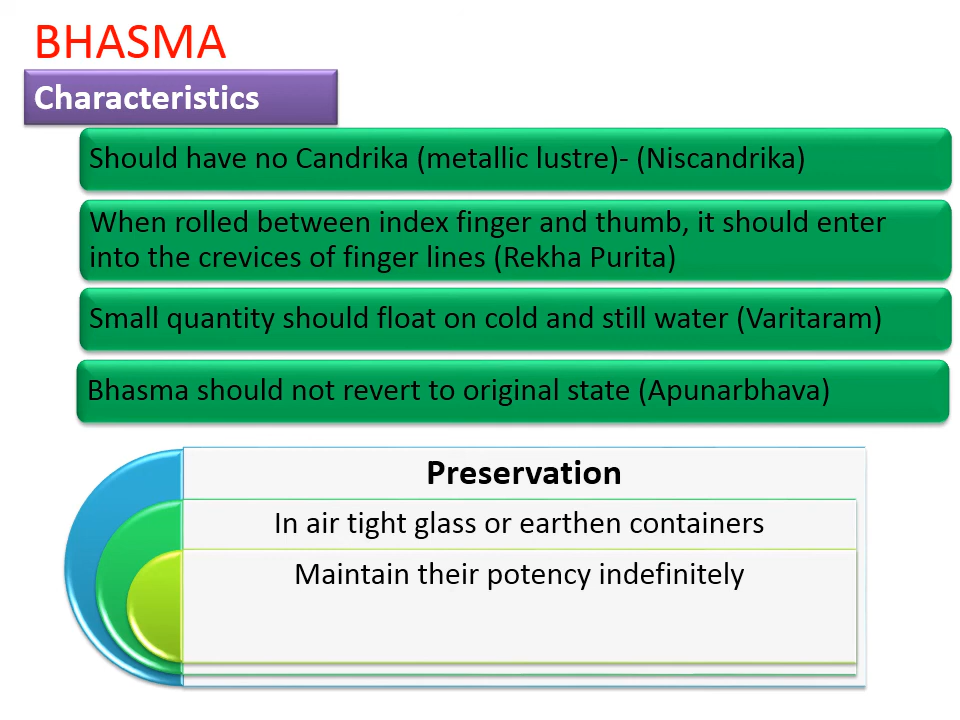 BHASMA
Characteristics
Should have no Candrika (metallic lustre)- (Niscandrika)
When rolled between index finger and thumb, it should enter
into the crevices of finger lines (Rekha Purita)
Small quantity should float on cold and still water (Varitaram)
Bhasma should not revert to original state (Apunarbhava)
Preservation
In air tight glass or earthen containers
Maintain their potency indefinitely